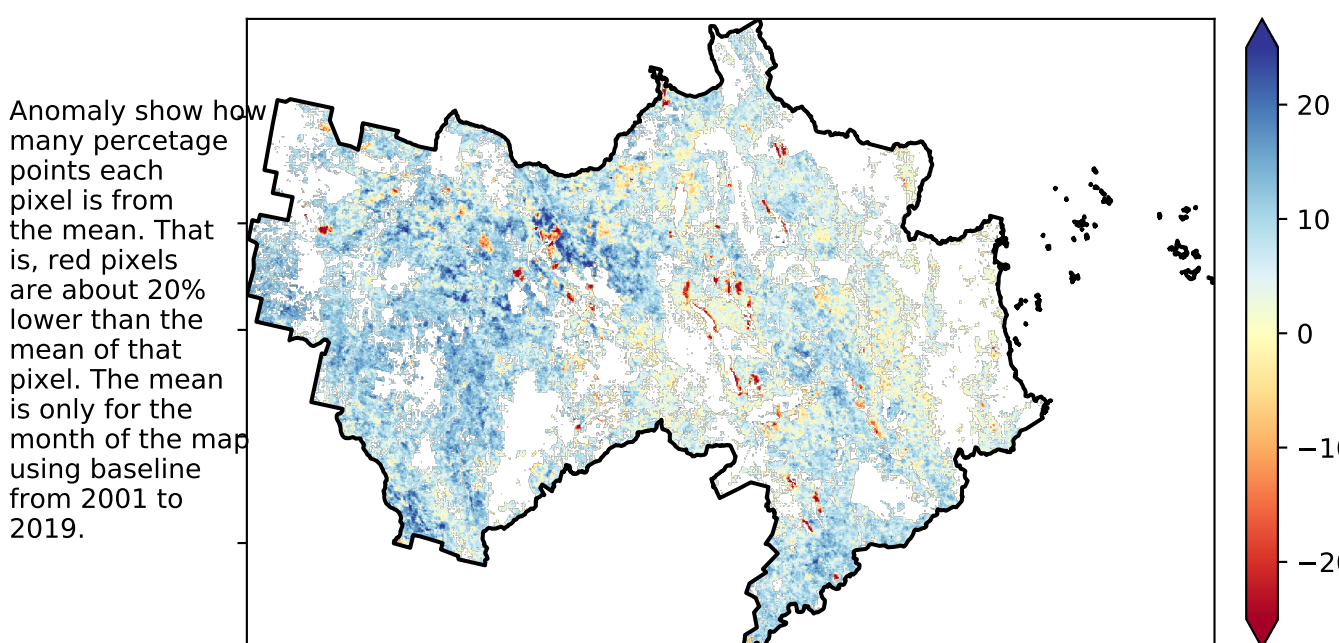 Anomaly show how
many percetage
points each
pixel is from
the mean. That
is, red pixels
are about 20%
lower than the
mean of that
pixel. The mean
is only for the
month of the map
using baseline
from 2001 to
2019.
20
10
0
−10
−20